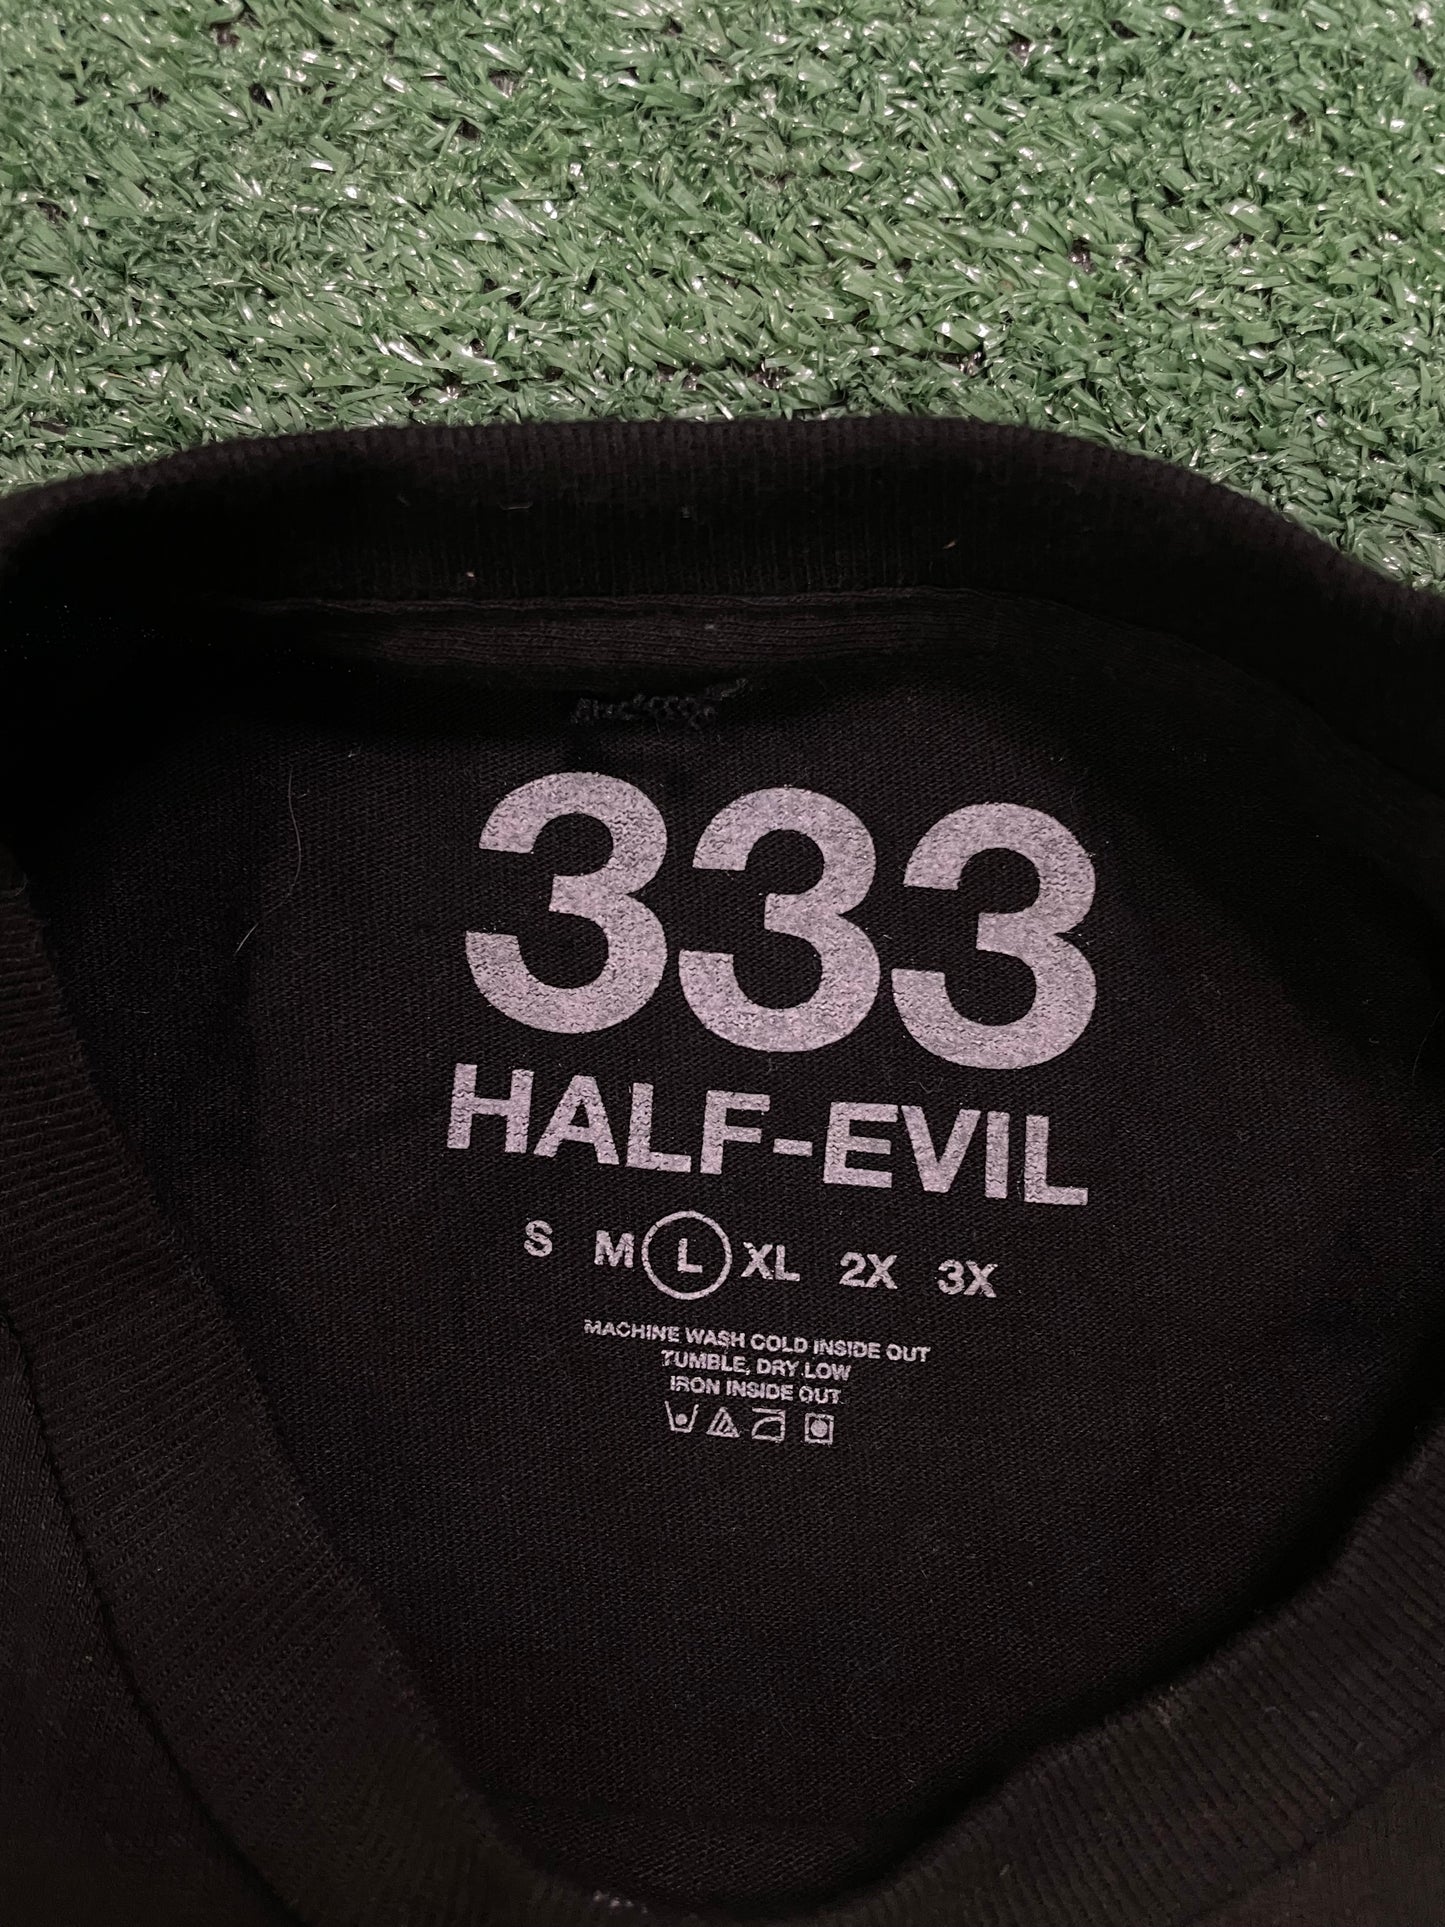 333
HALF-EVIL
S M L XL 2X 3X
MACHINE WASH COLD INSIDE OUT
TUMBLE, DRY LOW
IRON INSIDE OUT